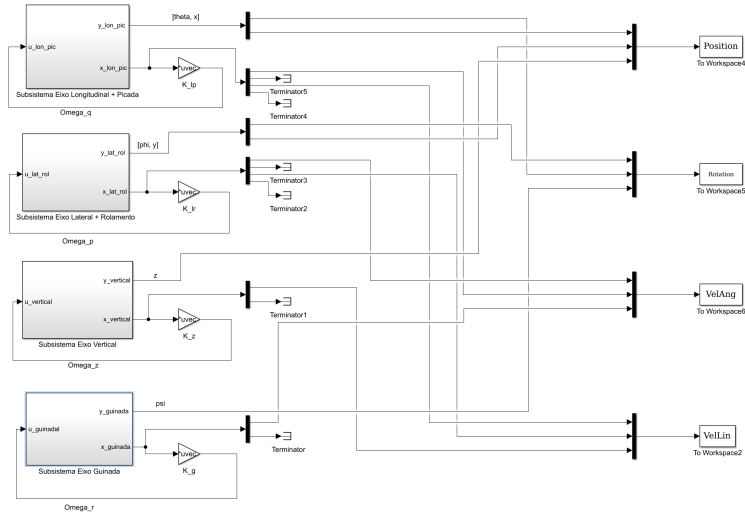 [theta, x]
y_lon_pic
u_lon_pic
x_lon_pic
*uvec
K_lp
Subsistema Eixo Longitudinal + Picada
Omega_q
Terminator5
Terminator4
Position
To Workspace4
[phi, y]
y_lat_rol
u_lat_rol
x_lat_rol
*uvec
K_lr
Subsistema Eixo Lateral + Rolamento
Omega_p
Terminator3
Terminator2
Rotation
To Workspace5
z
y_vertical
u_vertical
x_vertical
*uvec
K_z
Subsistema Eixo Vertical
Omega_z
Terminator1
VelAng
To Workspace6
psi
y_guinada
u_guinadal
x_guinada
*uvec
K_g
Subsistema Eixo Guinada
Omega_r
Terminator
VelLin
To Workspace2